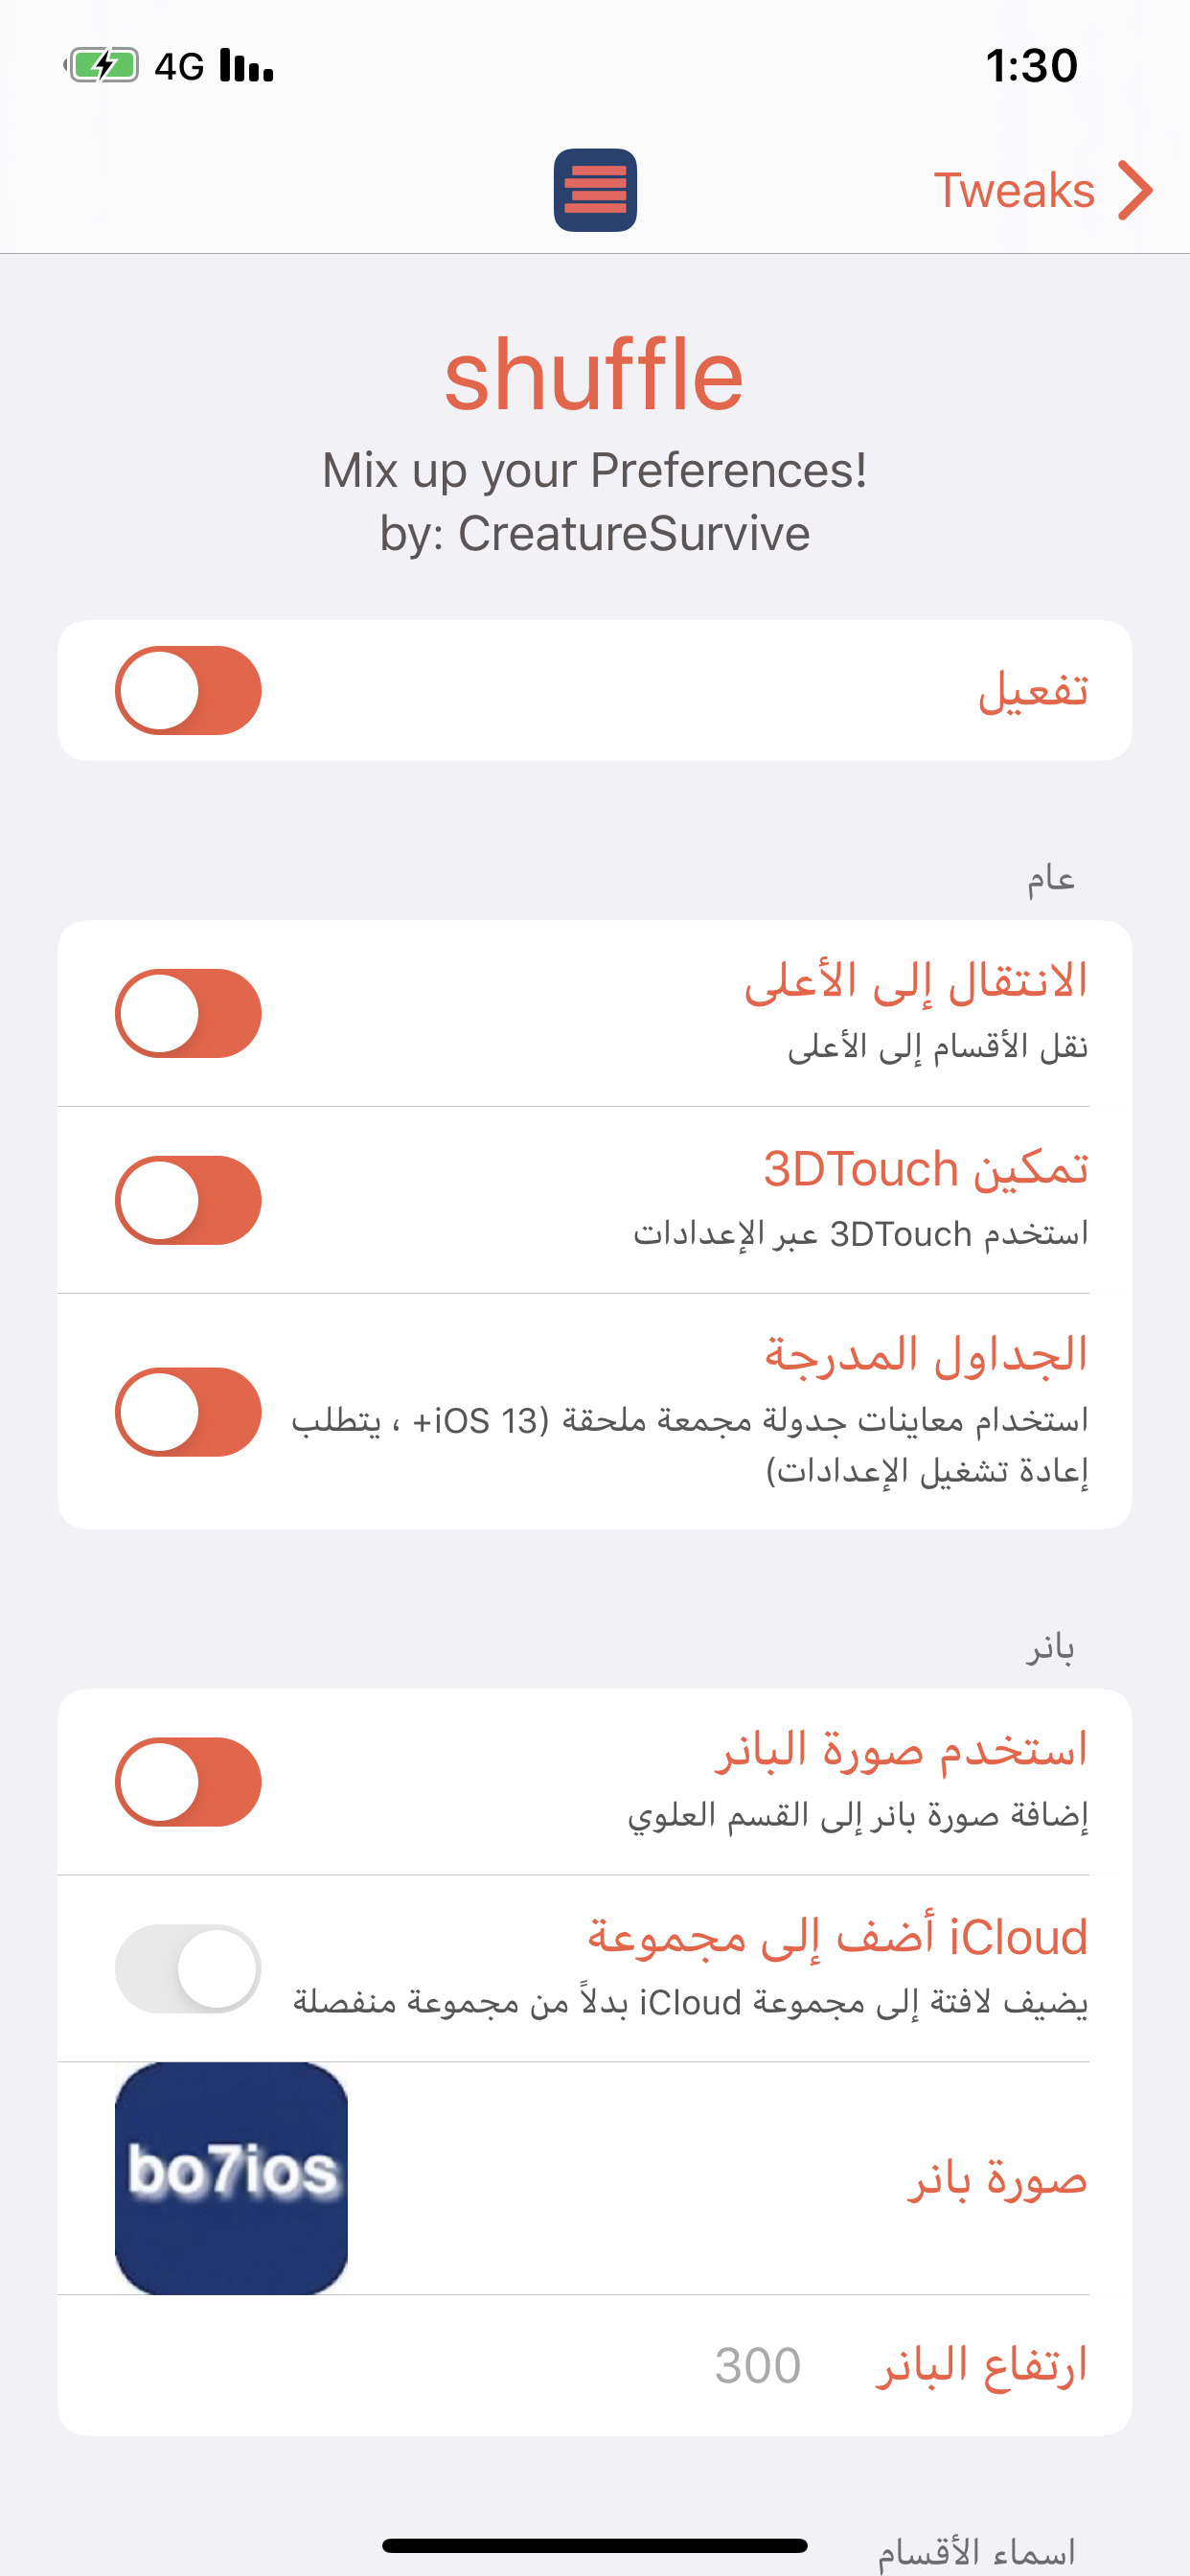 4G
1:30
Tweaks
shuffle
Mix up your Preferences!
by: CreatureSurvive
تفعيل
عام
الانتقال إلى الأعلى
نقل الأقسام إلى الأعلى
تمكين 3DTouch
استخدم 3DTouch عبر الإعدادات
الجداول المدرجة
استخدام معاينات جدولة مجمعة ملحقة (iOS 13+ ، يتطلب
إعادة تشغيل الإعدادات)
بانر
استخدم صورة البانر
إضافة صورة بانر إلى القسم العلوي
iCloud أضف إلى مجموعة
يضيف لافتة إلى مجموعة iCloud بدلاً من مجموعة منفصلة
صورة بانر
bo7ios
ارتفاع البانر 300
اسماء الأقسام